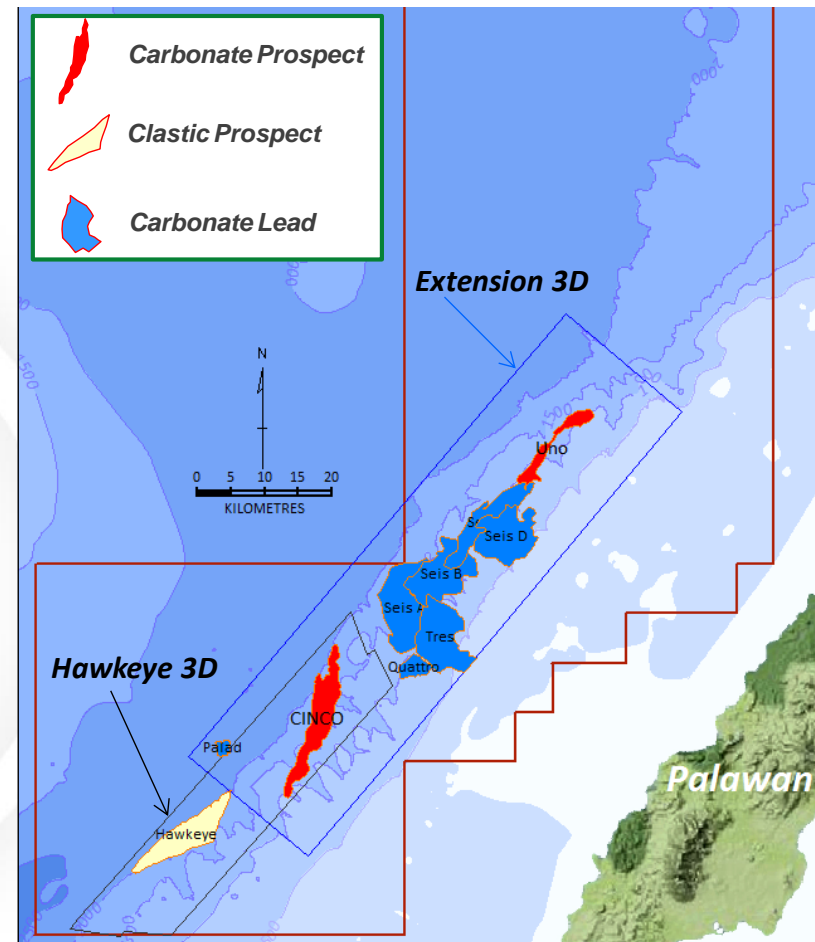 Carbonate Prospect
Clastic Prospect
Carbonate Lead
1500
Extension 3D
N
1500
0 5 10 15 20
KILOMETRES
Uno
Seis D
Seis B
Seis A
Tres
Quattro
Hawkeye 3D
CINCO
Palad
Palawan
Hawkeye